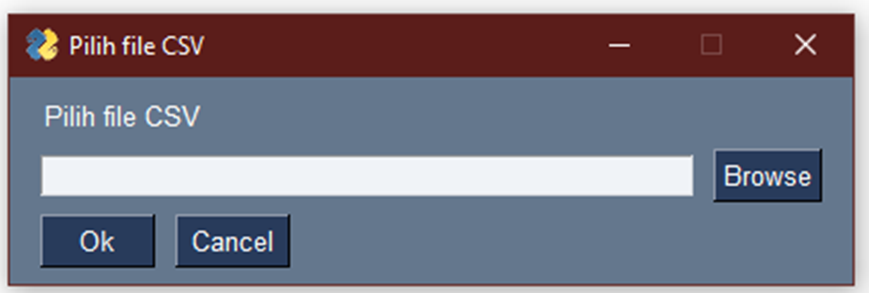 Pilih file CSV
Pilih file CSV
Browse
Ok Cancel